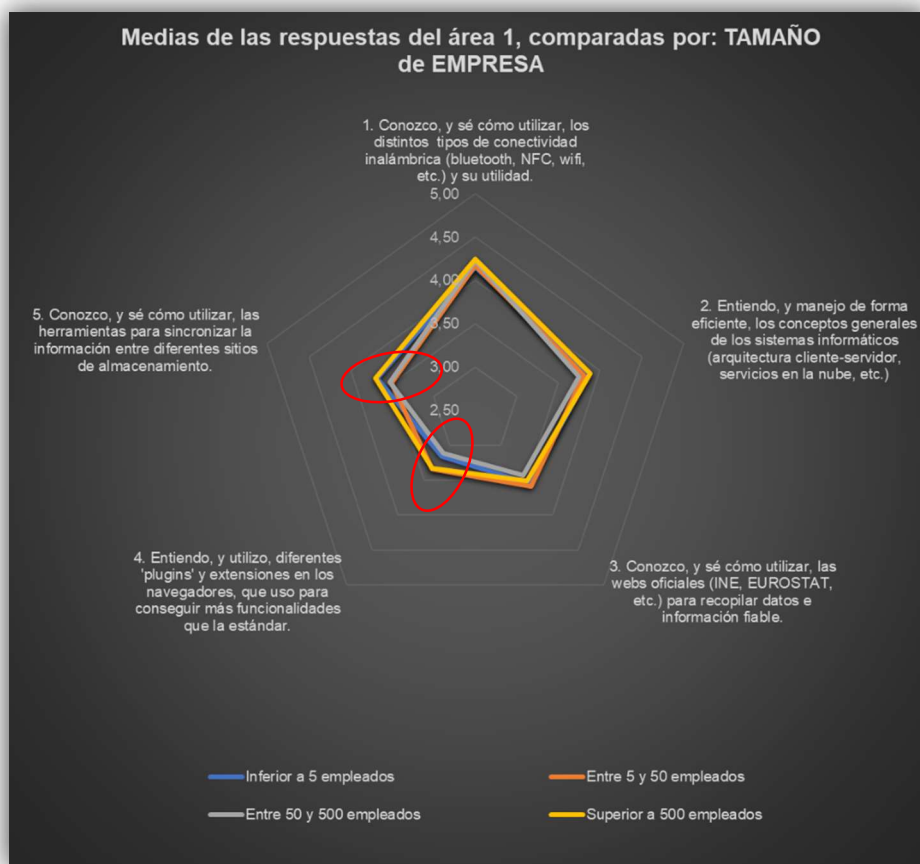 Medias de las respuestas del área 1, comparadas por: TAMAÑO
de EMPRESA
1. Conozco, y sé cómo utilizar, los
distintos tipos de conectividad
inalámbrica (bluetooth, NFC, wifi,
etc.) y su utilidad.
5,00
4,50
4,00
3,50
3,00
2,50
2. Entiendo, y manejo de forma
eficiente, los conceptos generales
de los sistemas informáticos
(arquitectura cliente-servidor,
servicios en la nube, etc.)
3. Conozco, y sé cómo utilizar, las
webs oficiales (INE, EUROSTAT,
etc.) para recopilar datos e
información fiable.
4. Entiendo, y utilizo, diferentes
'plugins' y extensiones en los
navegadores, que uso para
conseguir más funcionalidades
que la estándar.
5. Conozco, y sé cómo utilizar, las
herramientas para sincronizar la
información entre diferentes sitios
de almacenamiento.
Inferior a 5 empleados
Entre 5 y 50 empleados
Entre 50 y 500 empleados
Superior a 500 empleados